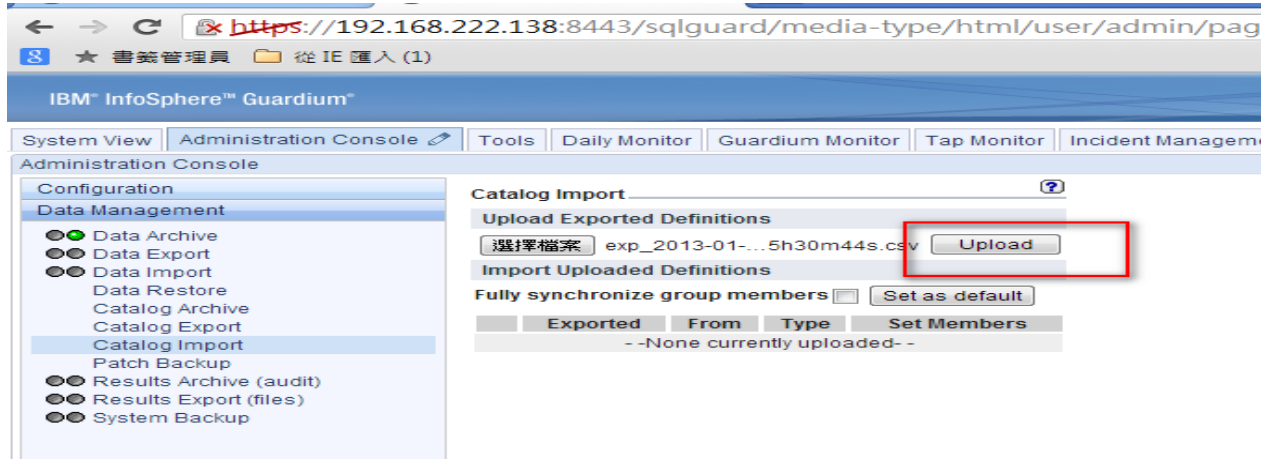 https://192.168.222.138:8443/sqlguard/media-type/html/user/admin/pag
8 書籤管理員 從 IE 匯入 (1)
IBM® InfoSphere™ Guardium®
System View Administration Console Tools Daily Monitor Guardium Monitor Tap Monitor Incident Managem
Administration Console
Configuration
Data Management
Data Archive
Data Export
Data Import
Data Restore
Catalog Archive
Catalog Export
Catalog Import
Patch Backup
Results Archive (audit)
Results Export (files)
System Backup
Catalog Import ?
Upload Exported Definitions
選擇檔案 exp_2013-01-...5h30m44s.csv Upload
Import Uploaded Definitions
Fully synchronize group members Set as default
Exported From Type Set Members
- -None currently uploaded- -